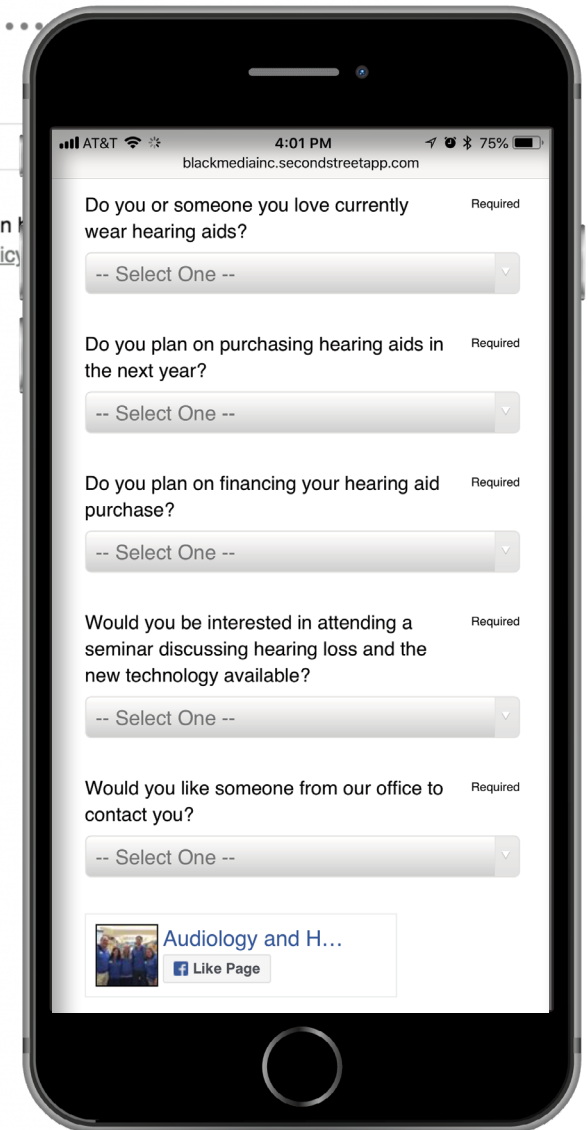 AT&T 4:01 PM 75%
blackmediainc.secondstreetapp.com
Do you or someone you love currently Required
wear hearing aids?
-- Select One --
Do you plan on purchasing hearing aids in Required
the next year?
-- Select One --
Do you plan on financing your hearing aid Required
purchase?
-- Select One --
Would you be interested in attending a Required
seminar discussing hearing loss and the
new technology available?
-- Select One --
Would you like someone from our office to Required
contact you?
-- Select One --
Audiology and H...
Like Page